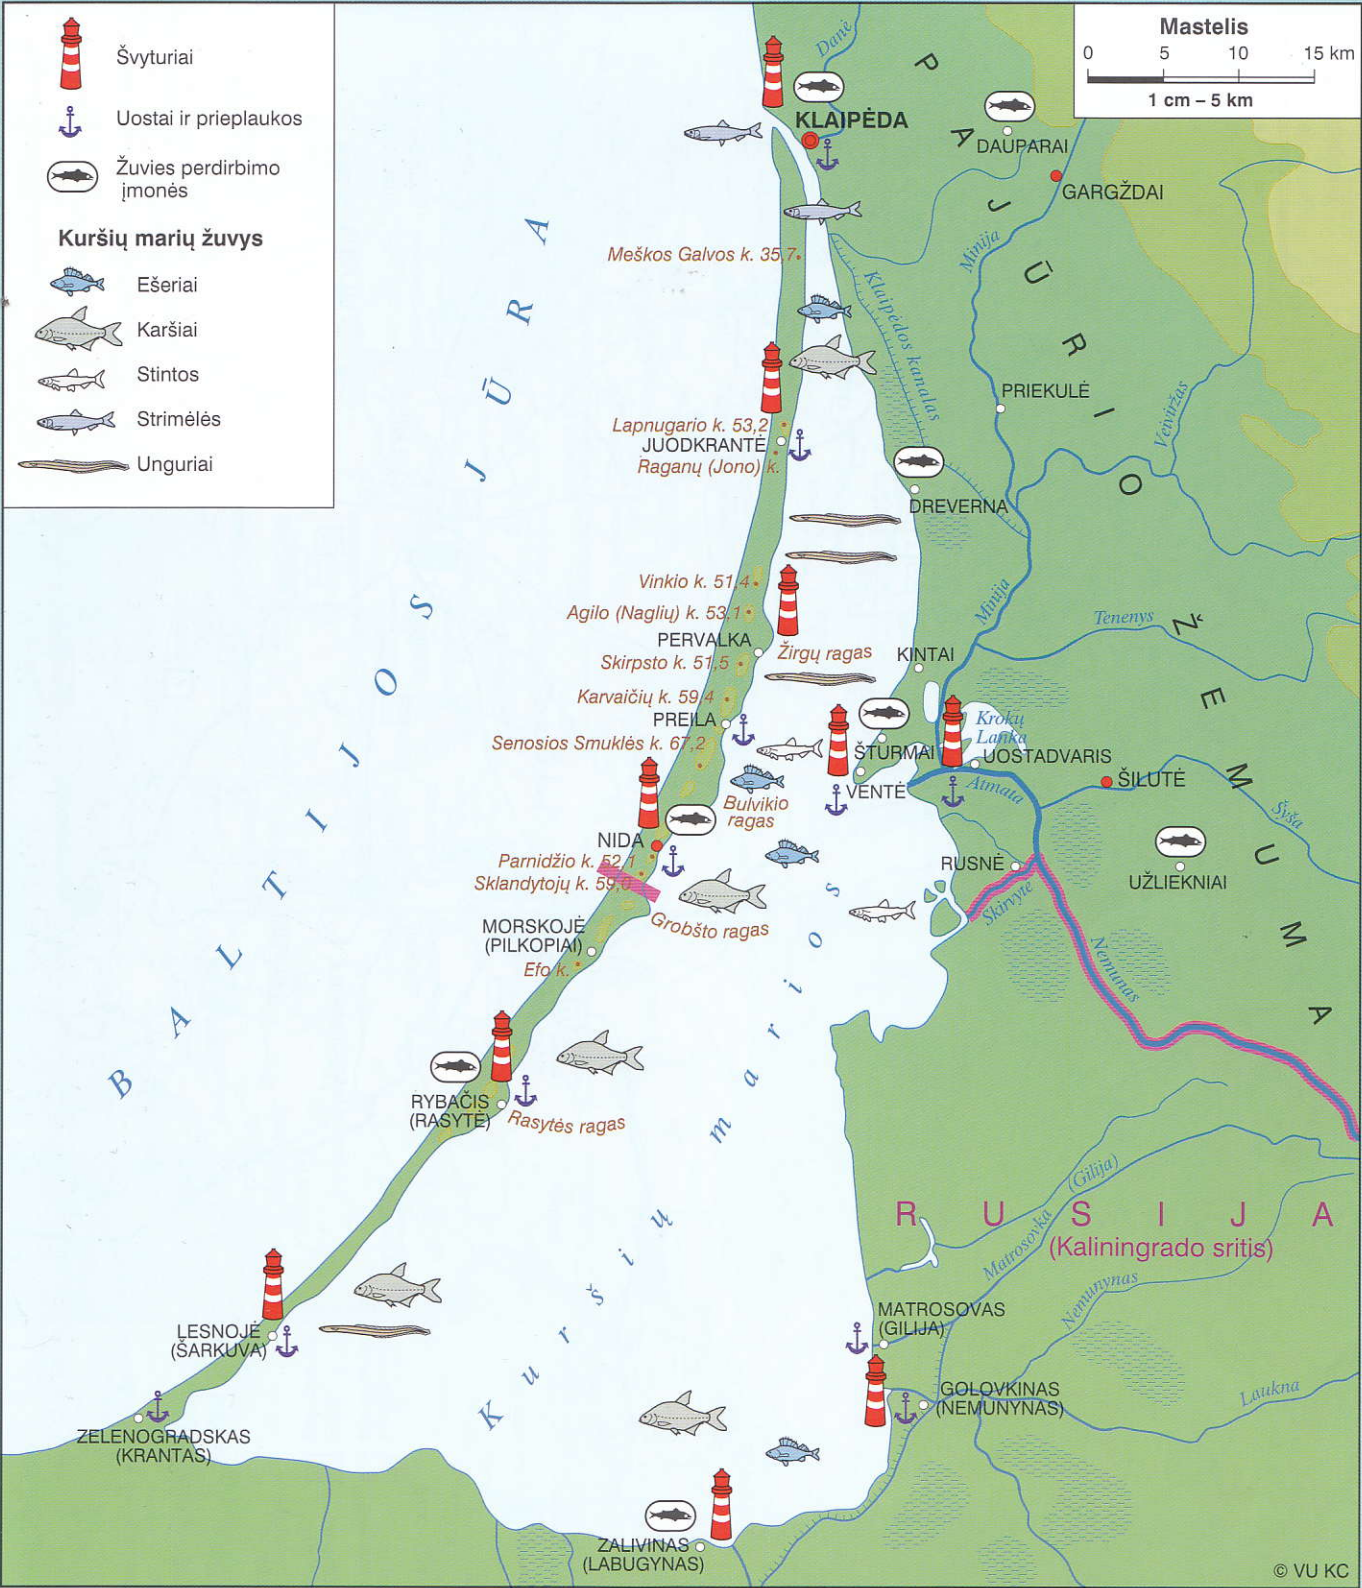 Švyturiai
Uostai ir prieplaukos
Žuvies perdirbimo
įmonės
Kuršių marių žuvys
Ešeriai
Karšiai
Stintos
Strimėlės
Unguriai
Mastelis
0 5 10 15 km
1 cm – 5 km
BALTIJOS JŪRA
Kuršių marios
PAJŪRIO ŽEMUMA
Danė
KLAIPĖDA
DAUPARAI
GARGŽDAI
Minija
Meškos Galvos k. 35,7
Klaipėdos kanalas
PRIEKULĖ
Veiviržas
Lapnugario k. 53,2
JUODKRANTĖ
Raganų (Jono) k.
DREVERNA
Vinkio k. 51,4
Agilo (Naglių) k. 53,1
Minija
Tenenys
PERVALKA
Žirgų ragas
KINTAI
Skirpsto k. 51,5
Karvaičių k. 59,4
PREILA
Krokų
Lanka
Senosios Smuklės k. 67,2
ŠTURMAI
UOSTADVARIS
ŠILUTĖ
VENTĖ
Atmata
Šyša
Bulvikio
ragas
NIDA
Parnidžio k. 52,1
Sklandytojų k. 59,0
RUSNĖ
UŽLIEKNIAI
Skirvytė
Grobšto ragas
MORSKOJĖ
(PILKOPIAI)
Nemunas
Efo k.
RYBAČIS
(RASYTĖ)
Rasytės ragas
(Gilija)
RUSIJA
(Kaliningrado sritis)
Matrosovka
Nemunynas
MATROSOVAS
(GILIJA)
LESNOJĖ
(ŠARKUVA)
GOLOVKINAS
(NEMUNYNAS)
Laukna
ZELENOGRADSKAS
(KRANTAS)
ZALIVINAS
(LABUGYNAS)
© VU KC